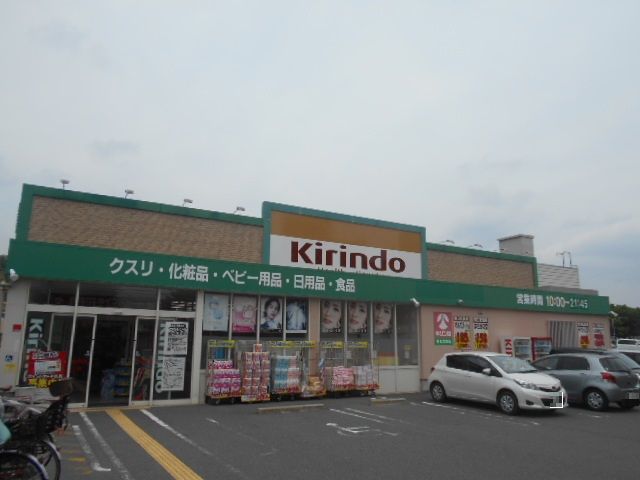 Kirindo
クスリ・化粧品・ベビー用品・日用品・食品
営業時間 10:00~21:45